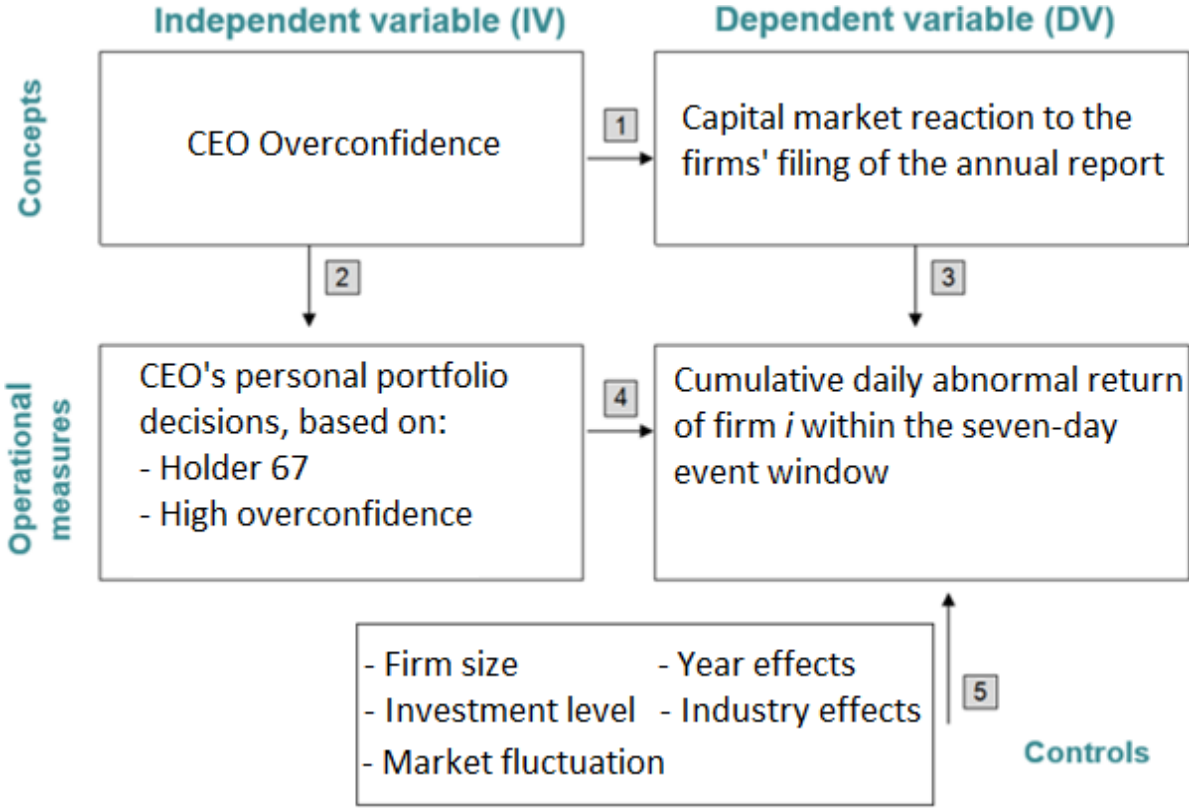 Independent variable (IV)
Dependent variable (DV)
Concepts
CEO Overconfidence
1
Capital market reaction to the
firms' filing of the annual report
2
3
Operational
measures
CEO's personal portfolio
decisions, based on:
- Holder 67
- High overconfidence
4
Cumulative daily abnormal return
of firm i within the seven-day
event window
- Firm size
- Year effects
- Investment level
- Industry effects
- Market fluctuation
5
Controls